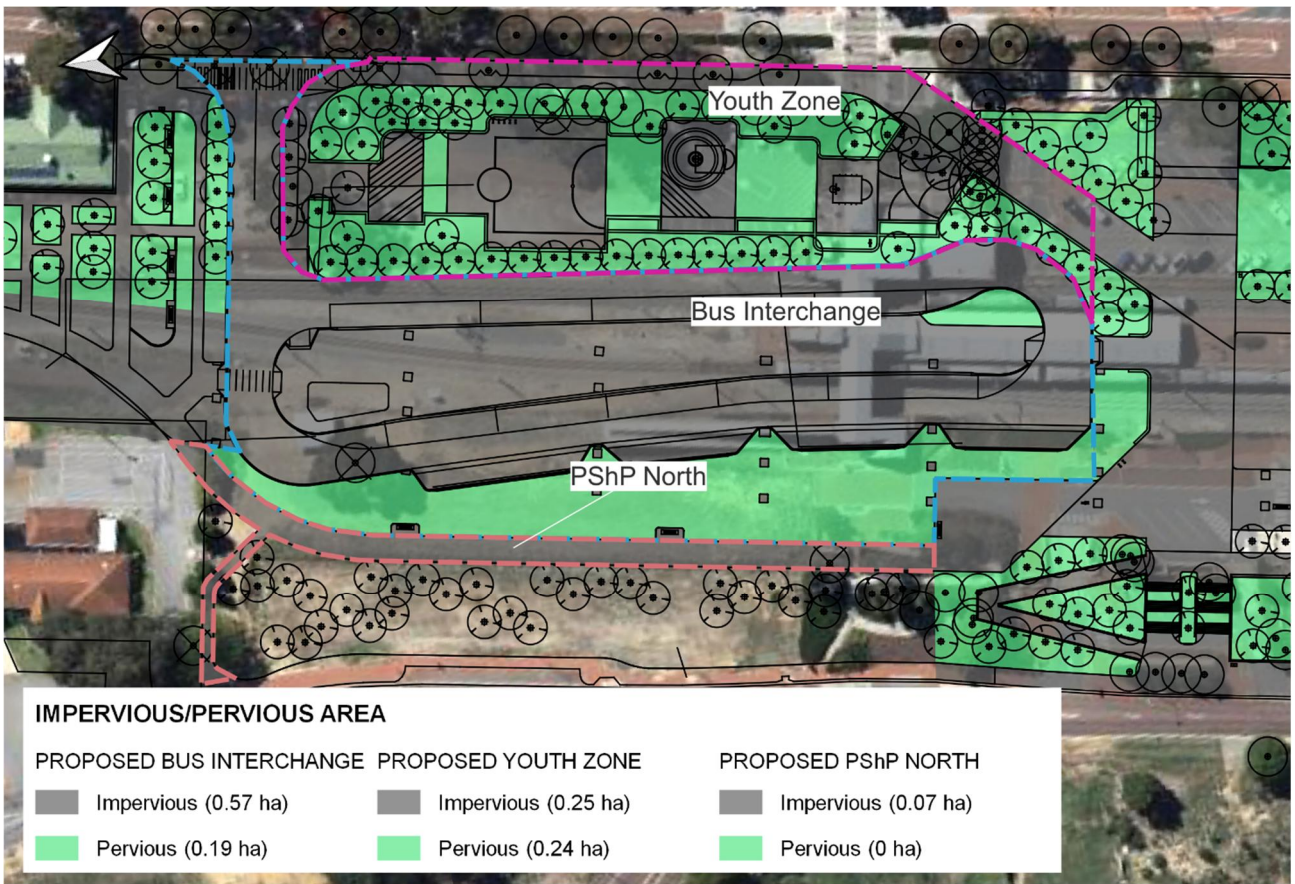 Youth Zone
Bus Interchange
PShP North
IMPERVIOUS/PERVIOUS AREA
PROPOSED BUS INTERCHANGE
Impervious (0.57 ha)
Pervious (0.19 ha)
PROPOSED YOUTH ZONE
Impervious (0.25 ha)
Pervious (0.24 ha)
PROPOSED PShP NORTH
Impervious (0.07 ha)
Pervious (0 ha)